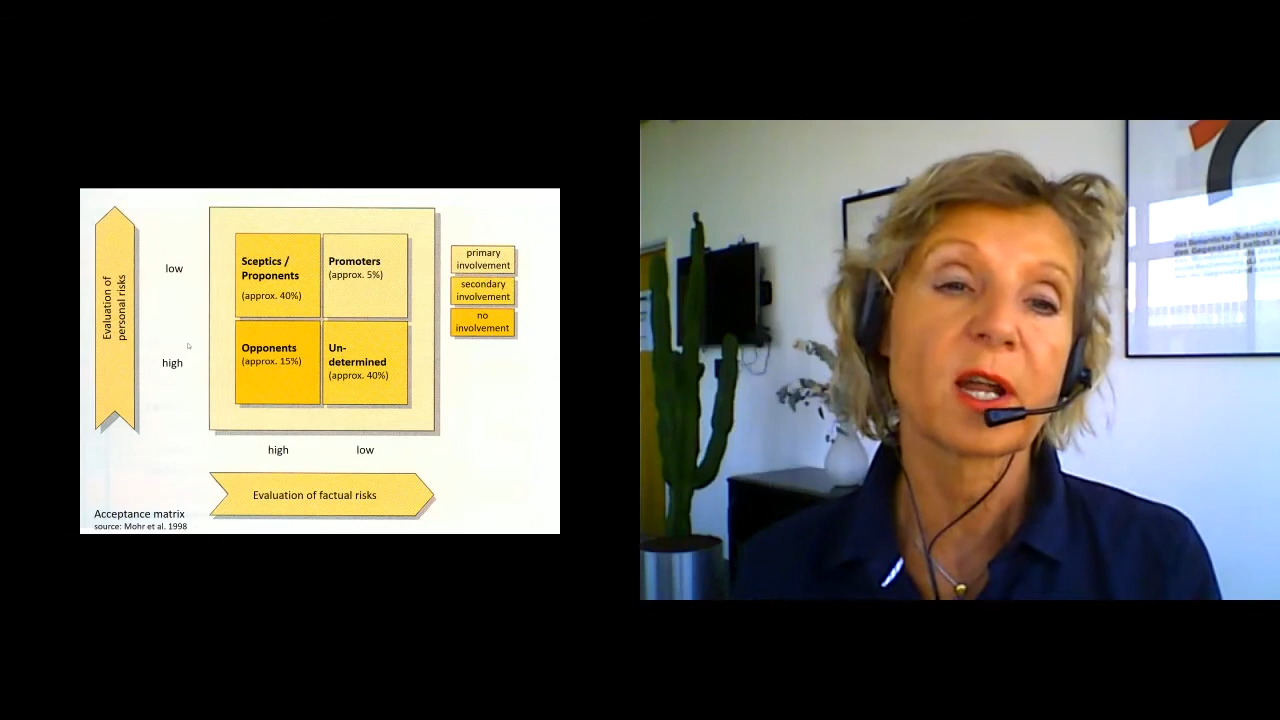 Evaluation of
personal risks
low
high
Sceptics /
Proponents
(approx. 40%)
Promoters
(approx. 5%)
Opponents
(approx. 15%)
Un-
determined
(approx. 40%)
primary
involvement
secondary
involvement
no
involvement
high
low
Evaluation of factual risks
Acceptance matrix
source: Mohr et al. 1998